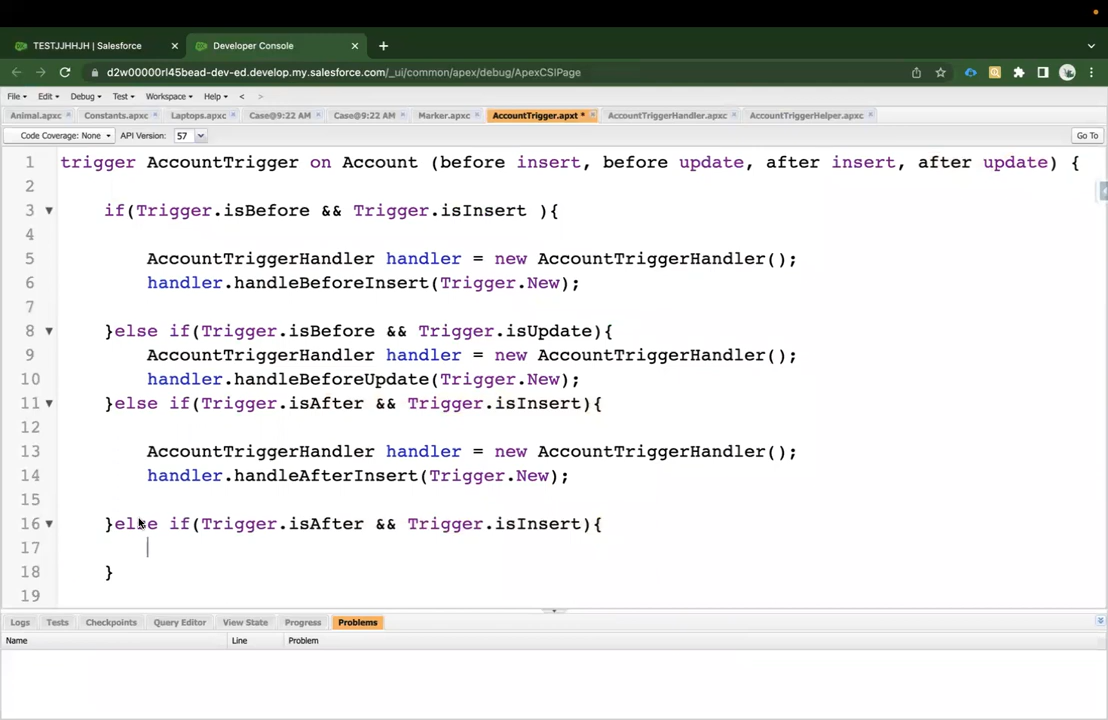 TESTJJHHJH | Salesforce
Developer Console
d2w00000rl45bead-dev-ed.develop.my.salesforce.com/_ui/common/apex/debug/ApexCSIPage
File Edit Debug Test Workspace Help < >
Animal.apxc Constants.apxc Laptops.apxc Case@9:22 AM Case@9:22 AM Marker.apxc AccountTrigger.apxt * AccountTriggerHandler.apxc AccountTriggerHelper.apxc
Code Coverage: None API Version: 57 Go To
1 trigger AccountTrigger on Account (before insert, before update, after insert, after update) {
2
3 if(Trigger.isBefore && Trigger.isInsert ){
4
5 AccountTriggerHandler handler = new AccountTriggerHandler();
6 handler.handleBeforeInsert(Trigger.New);
7
8 }else if(Trigger.isBefore && Trigger.isUpdate){
9 AccountTriggerHandler handler = new AccountTriggerHandler();
10 handler.handleBeforeUpdate(Trigger.New);
11 }else if(Trigger.isAfter && Trigger.isInsert){
12
13 AccountTriggerHandler handler = new AccountTriggerHandler();
14 handler.handleAfterInsert(Trigger.New);
15
16 }else if(Trigger.isAfter && Trigger.isInsert){
17
18 }
19
Logs Tests Checkpoints Query Editor View State Progress Problems
Name Line Problem